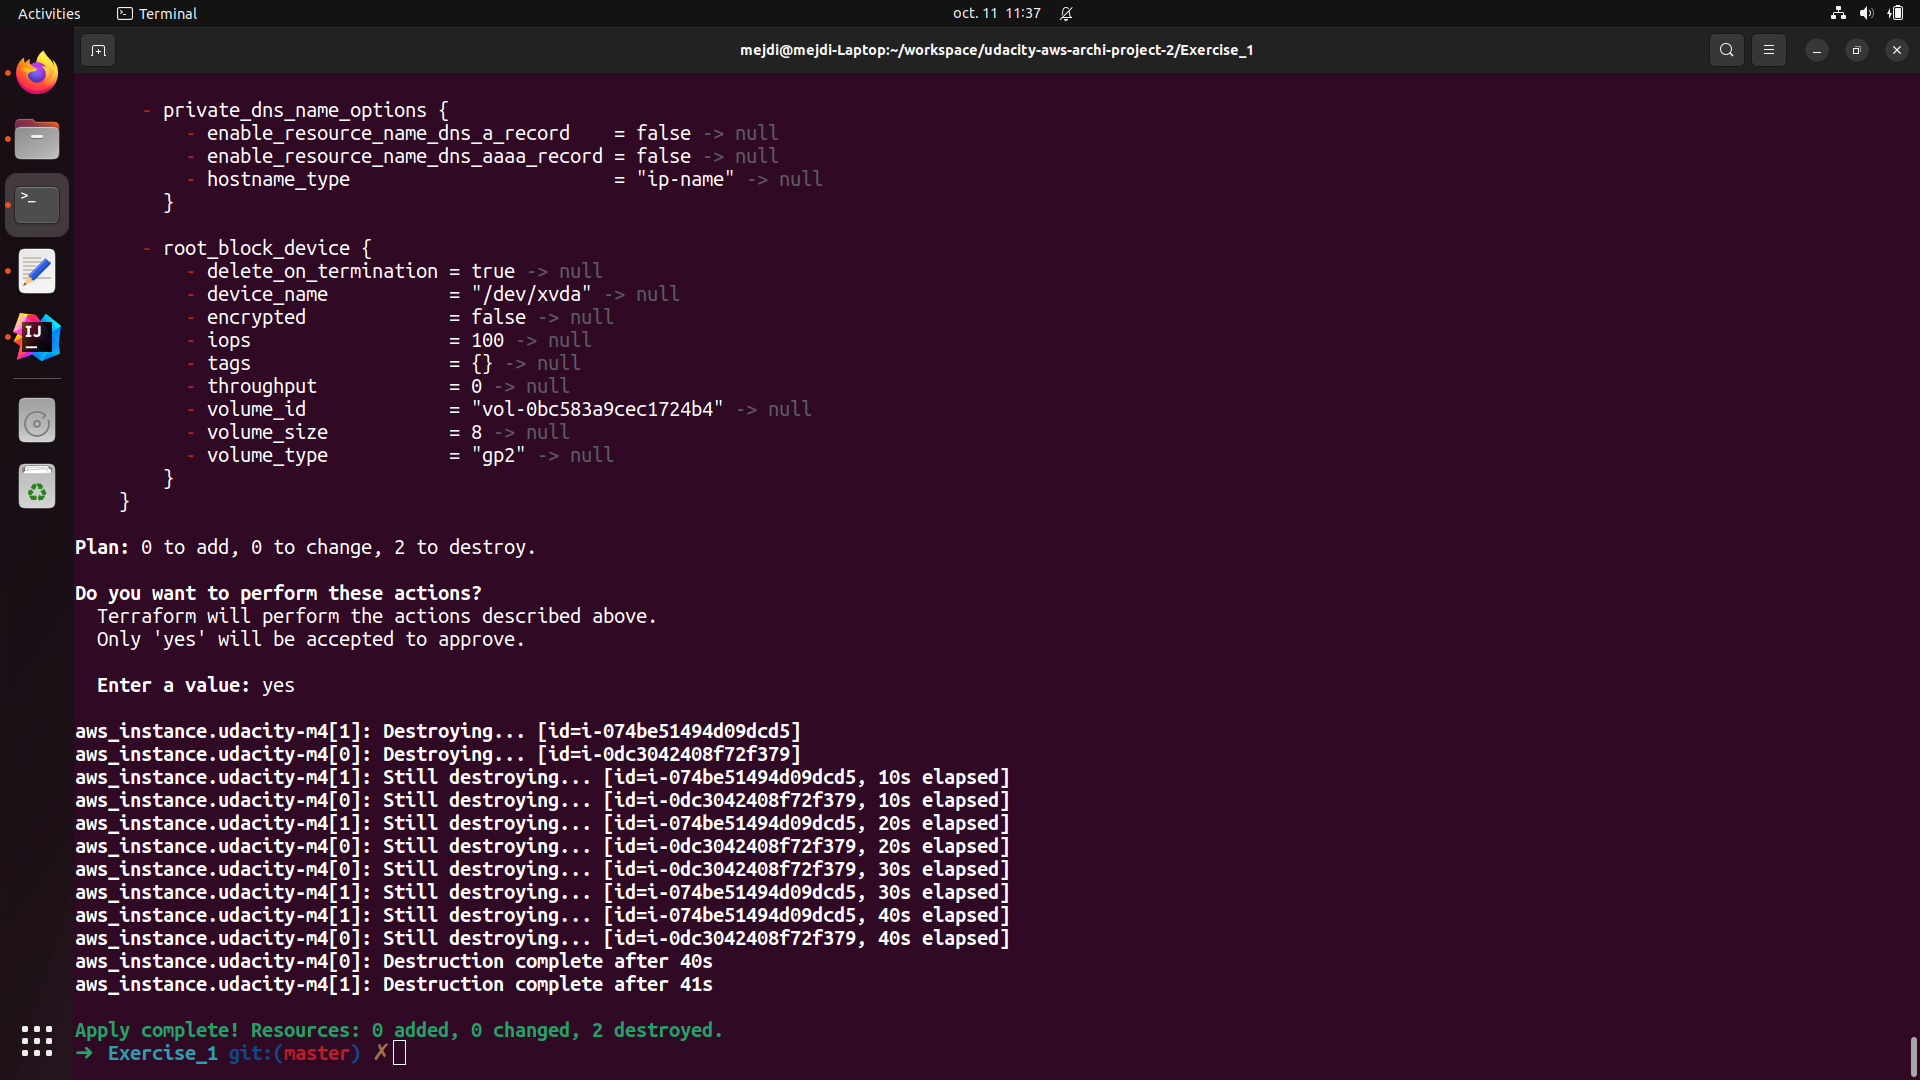 Activities
Terminal
oct. 11 11:37
mejdi@mejdi-Laptop:~/workspace/udacity-aws-archi-project-2/Exercise_1
- private_dns_name_options {
- enable_resource_name_dns_a_record    = false -> null
- enable_resource_name_dns_aaaa_record = false -> null
- hostname_type                        = "ip-name" -> null
}
- root_block_device {
- delete_on_termination = true -> null
- device_name           = "/dev/xvda" -> null
- encrypted             = false -> null
- iops                  = 100 -> null
- tags                  = {} -> null
- throughput            = 0 -> null
- volume_id             = "vol-0bc583a9cec1724b4" -> null
- volume_size           = 8 -> null
- volume_type           = "gp2" -> null
}
}
Plan: 0 to add, 0 to change, 2 to destroy.
Do you want to perform these actions?
Terraform will perform the actions described above.
Only 'yes' will be accepted to approve.
Enter a value: yes
aws_instance.udacity-m4[1]: Destroying... [id=i-074be51494d09dcd5]
aws_instance.udacity-m4[0]: Destroying... [id=i-0dc3042408f72f379]
aws_instance.udacity-m4[1]: Still destroying... [id=i-074be51494d09dcd5, 10s elapsed]
aws_instance.udacity-m4[0]: Still destroying... [id=i-0dc3042408f72f379, 10s elapsed]
aws_instance.udacity-m4[1]: Still destroying... [id=i-074be51494d09dcd5, 20s elapsed]
aws_instance.udacity-m4[0]: Still destroying... [id=i-0dc3042408f72f379, 20s elapsed]
aws_instance.udacity-m4[0]: Still destroying... [id=i-0dc3042408f72f379, 30s elapsed]
aws_instance.udacity-m4[1]: Still destroying... [id=i-074be51494d09dcd5, 30s elapsed]
aws_instance.udacity-m4[1]: Still destroying... [id=i-074be51494d09dcd5, 40s elapsed]
aws_instance.udacity-m4[0]: Still destroying... [id=i-0dc3042408f72f379, 40s elapsed]
aws_instance.udacity-m4[0]: Destruction complete after 40s
aws_instance.udacity-m4[1]: Destruction complete after 41s
Apply complete! Resources: 0 added, 0 changed, 2 destroyed.
➜ Exercise_1 git:(master) ✗
IJ